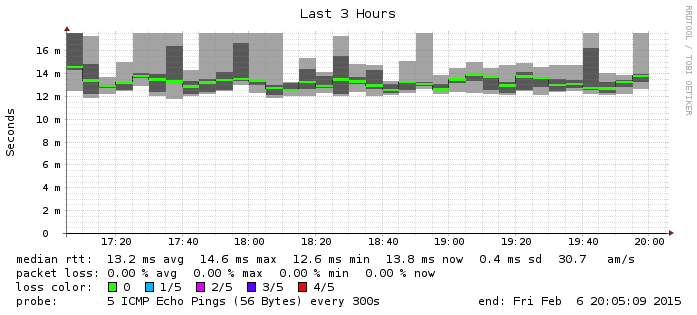 Last 3 Hours
RRDTOOL / TOBI OETIKER
Seconds
16 m
14 m
12 m
10 m
8 m
6 m
4 m
2 m
0
17:20 17:40 18:00 18:20 18:40 19:00 19:20 19:40 20:00
median rtt: 13.2 ms avg 14.6 ms max 12.6 ms min 13.8 ms now 0.4 ms sd 30.7 am/s
packet loss: 0.00 % avg 0.00 % max 0.00 % min 0.00 % now
loss color: 0 1/5 2/5 3/5 4/5
probe: 5 ICMP Echo Pings (56 Bytes) every 300s end: Fri Feb 6 20:05:09 2015